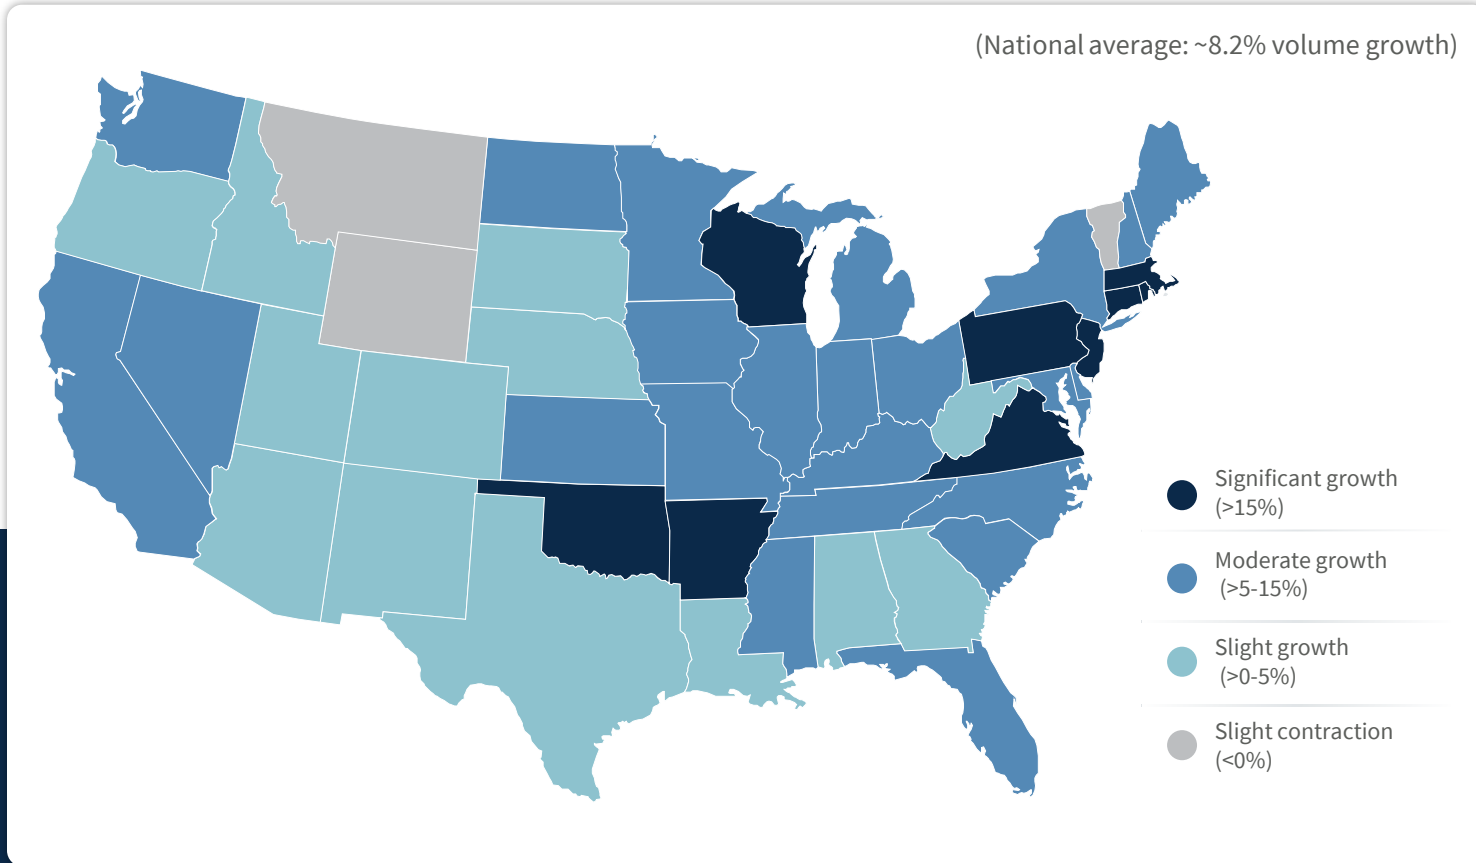 (National average: ~8.2% volume growth)
Significant growth
(>15%)
Moderate growth
(>5-15%)
Slight growth
(>0-5%)
Slight contraction
(<0%)